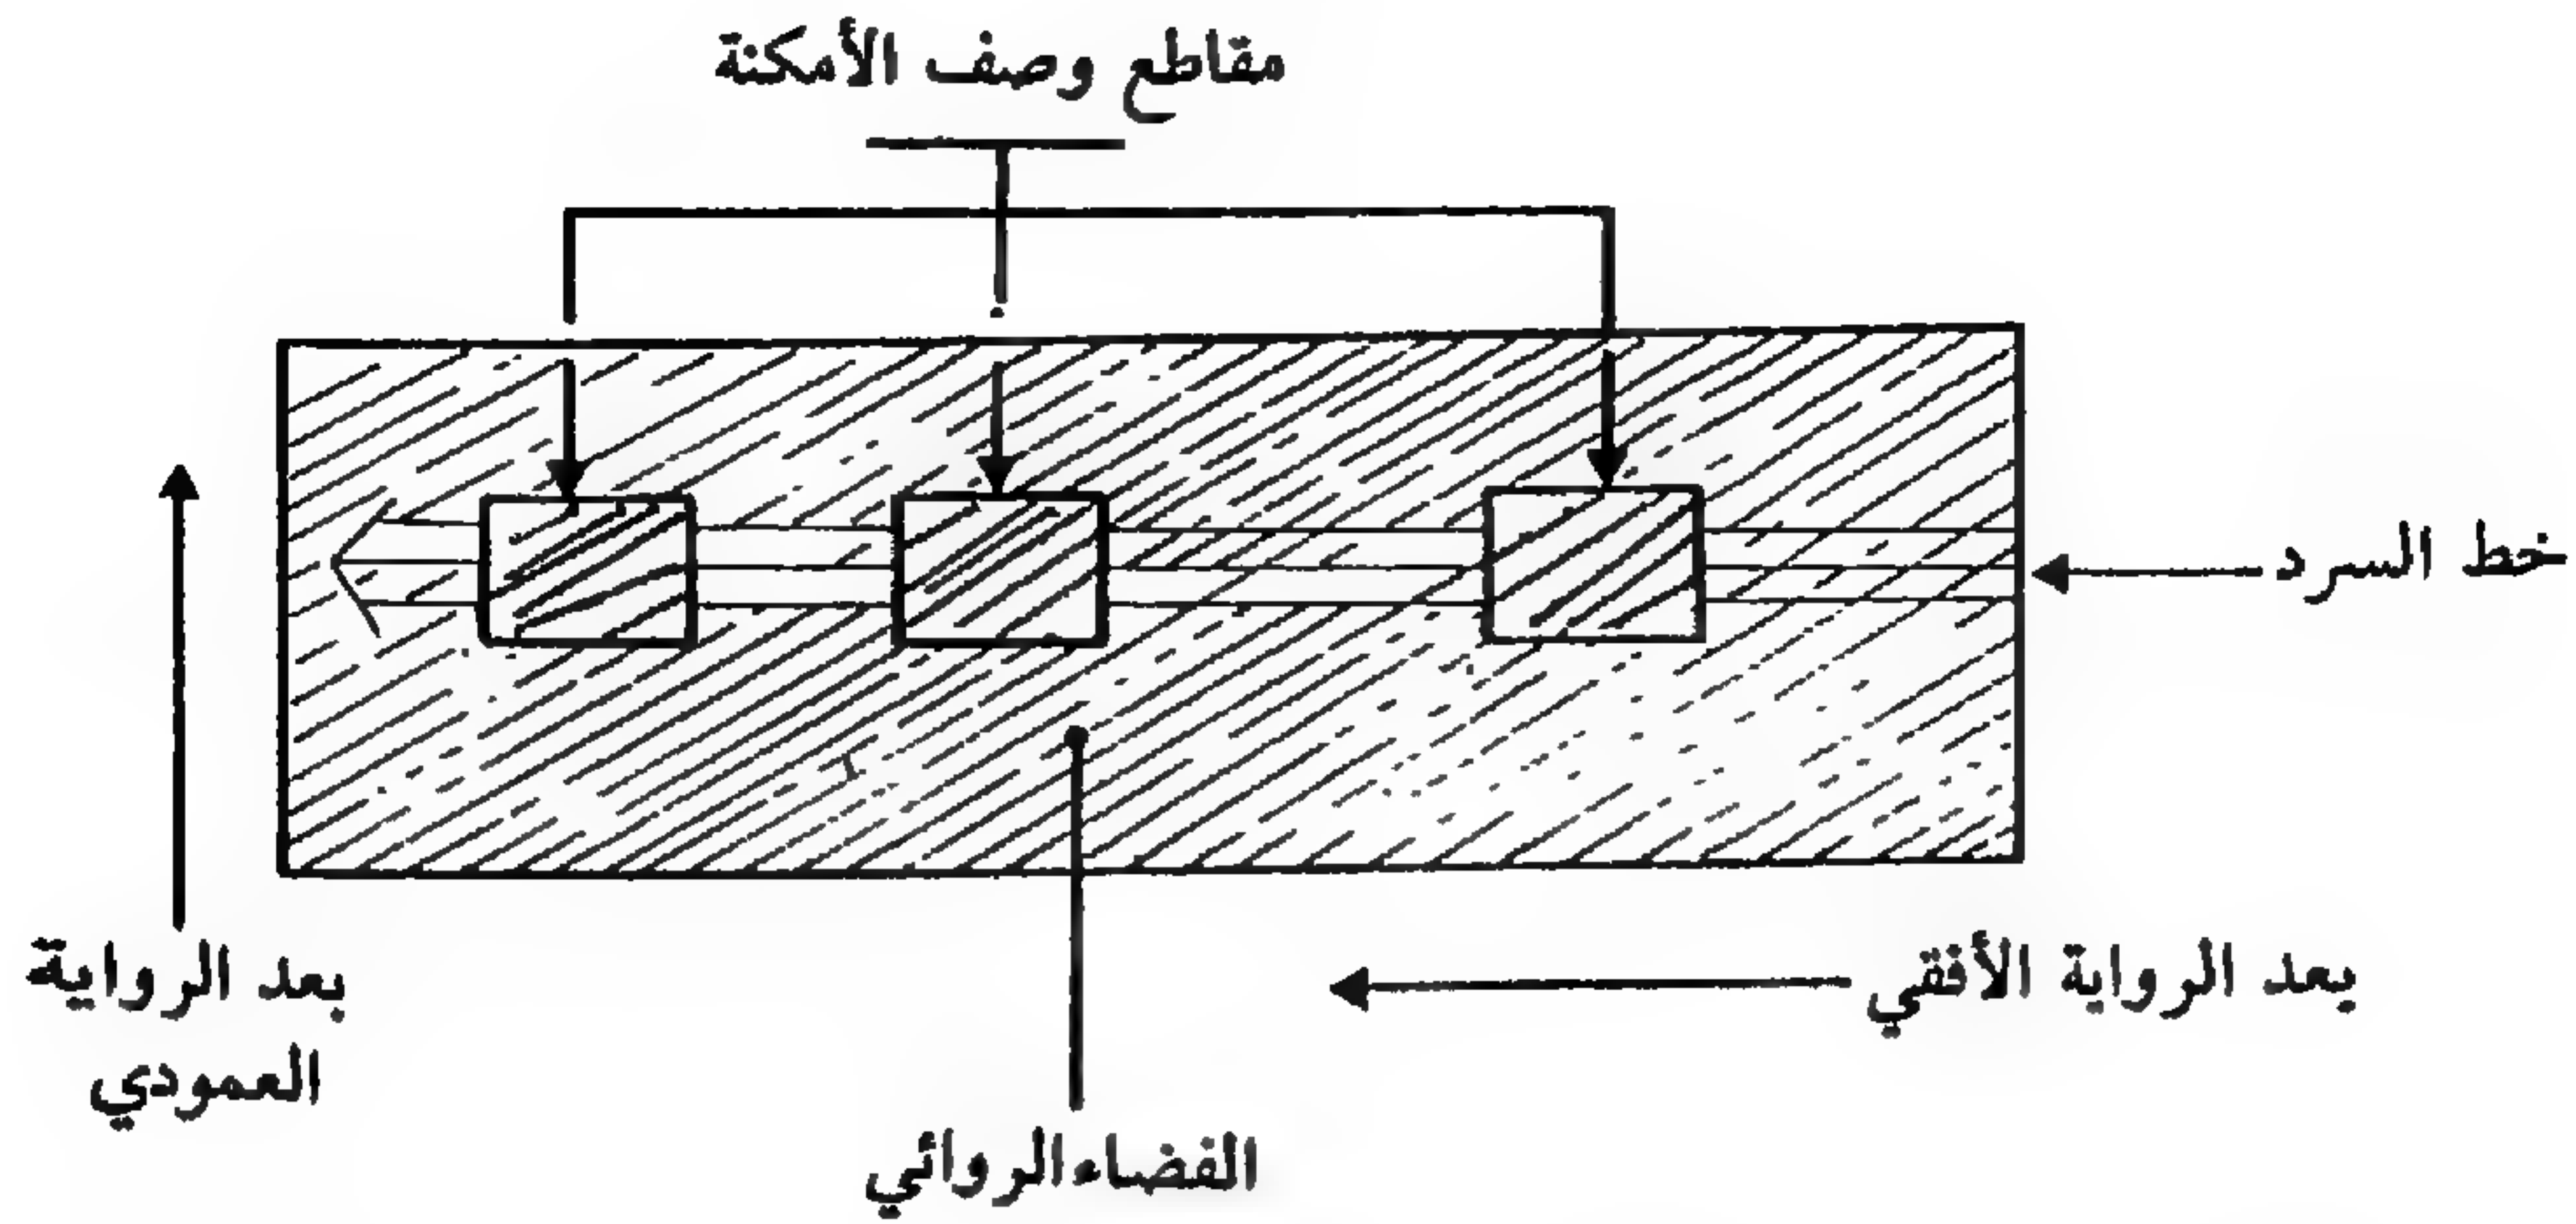 مقاطع وصف الأمكنة
خط السرد
بعد الرواية الأفقي
بعد الرواية
العمودي
الفضاء الروائي